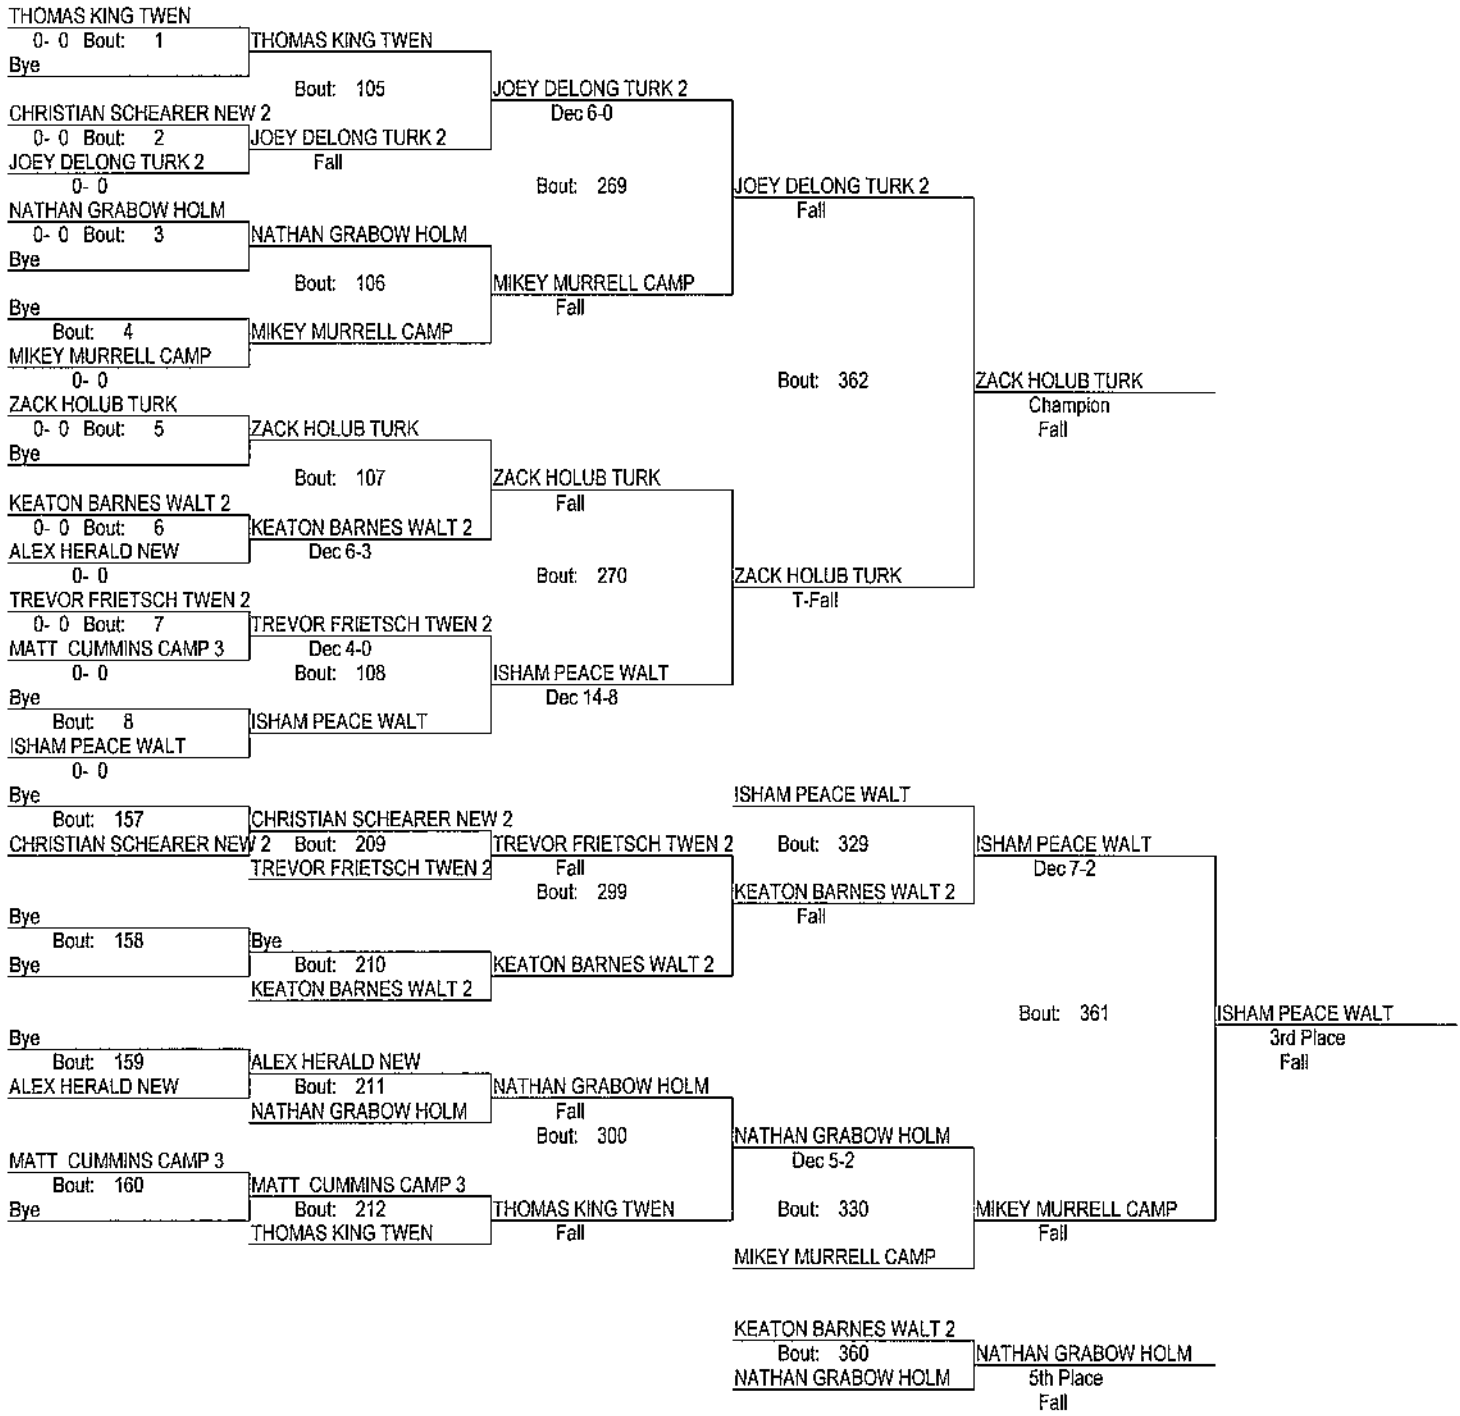 THOMAS KING TWEN
0- 0 Bout: 1
Bye
THOMAS KING TWEN
Bout: 105
CHRISTIAN SCHEARER NEW 2
0- 0 Bout: 2
JOEY DELONG TURK 2
0- 0
JOEY DELONG TURK 2
Fall
JOEY DELONG TURK 2
Dec 6-0
Bout: 269
NATHAN GRABOW HOLM
0- 0 Bout: 3
Bye
NATHAN GRABOW HOLM
Bout: 106
Bye
Bout: 4
MIKEY MURRELL CAMP
0- 0
MIKEY MURRELL CAMP
MIKEY MURRELL CAMP
Fall
JOEY DELONG TURK 2
Fall
Bout: 362
ZACK HOLUB TURK
Champion
Fall
ZACK HOLUB TURK
0- 0 Bout: 5
Bye
ZACK HOLUB TURK
Bout: 107
KEATON BARNES WALT 2
0- 0 Bout: 6
ALEX HERALD NEW
0- 0
KEATON BARNES WALT 2
Dec 6-3
ZACK HOLUB TURK
Fall
Bout: 270
ZACK HOLUB TURK
T-Fall
TREVOR FRIETSCH TWEN 2
0- 0 Bout: 7
MATT CUMMINS CAMP 3
0- 0
TREVOR FRIETSCH TWEN 2
Dec 4-0
Bout: 108
Bye
Bout: 8
ISHAM PEACE WALT
0- 0
ISHAM PEACE WALT
ISHAM PEACE WALT
Dec 14-8
Bye
Bout: 157
CHRISTIAN SCHEARER NEW 2
CHRISTIAN SCHEARER NEW 2
Bout: 209
TREVOR FRIETSCH TWEN 2
TREVOR FRIETSCH TWEN 2
Fall
Bout: 299
Bye
Bout: 158
Bye
Bye
Bout: 210
KEATON BARNES WALT 2
KEATON BARNES WALT 2
ISHAM PEACE WALT
Bout: 329
KEATON BARNES WALT 2
Fall
ISHAM PEACE WALT
Dec 7-2
Bout: 361
ISHAM PEACE WALT
3rd Place
Fall
Bye
Bout: 159
ALEX HERALD NEW
ALEX HERALD NEW
Bout: 211
NATHAN GRABOW HOLM
NATHAN GRABOW HOLM
Fall
Bout: 300
MATT CUMMINS CAMP 3
Bout: 160
Bye
MATT CUMMINS CAMP 3
Bout: 212
THOMAS KING TWEN
THOMAS KING TWEN
Fall
NATHAN GRABOW HOLM
Dec 5-2
Bout: 330
MIKEY MURRELL CAMP
MIKEY MURRELL CAMP
Fall
KEATON BARNES WALT 2
Bout: 360
NATHAN GRABOW HOLM
NATHAN GRABOW HOLM
5th Place
Fall